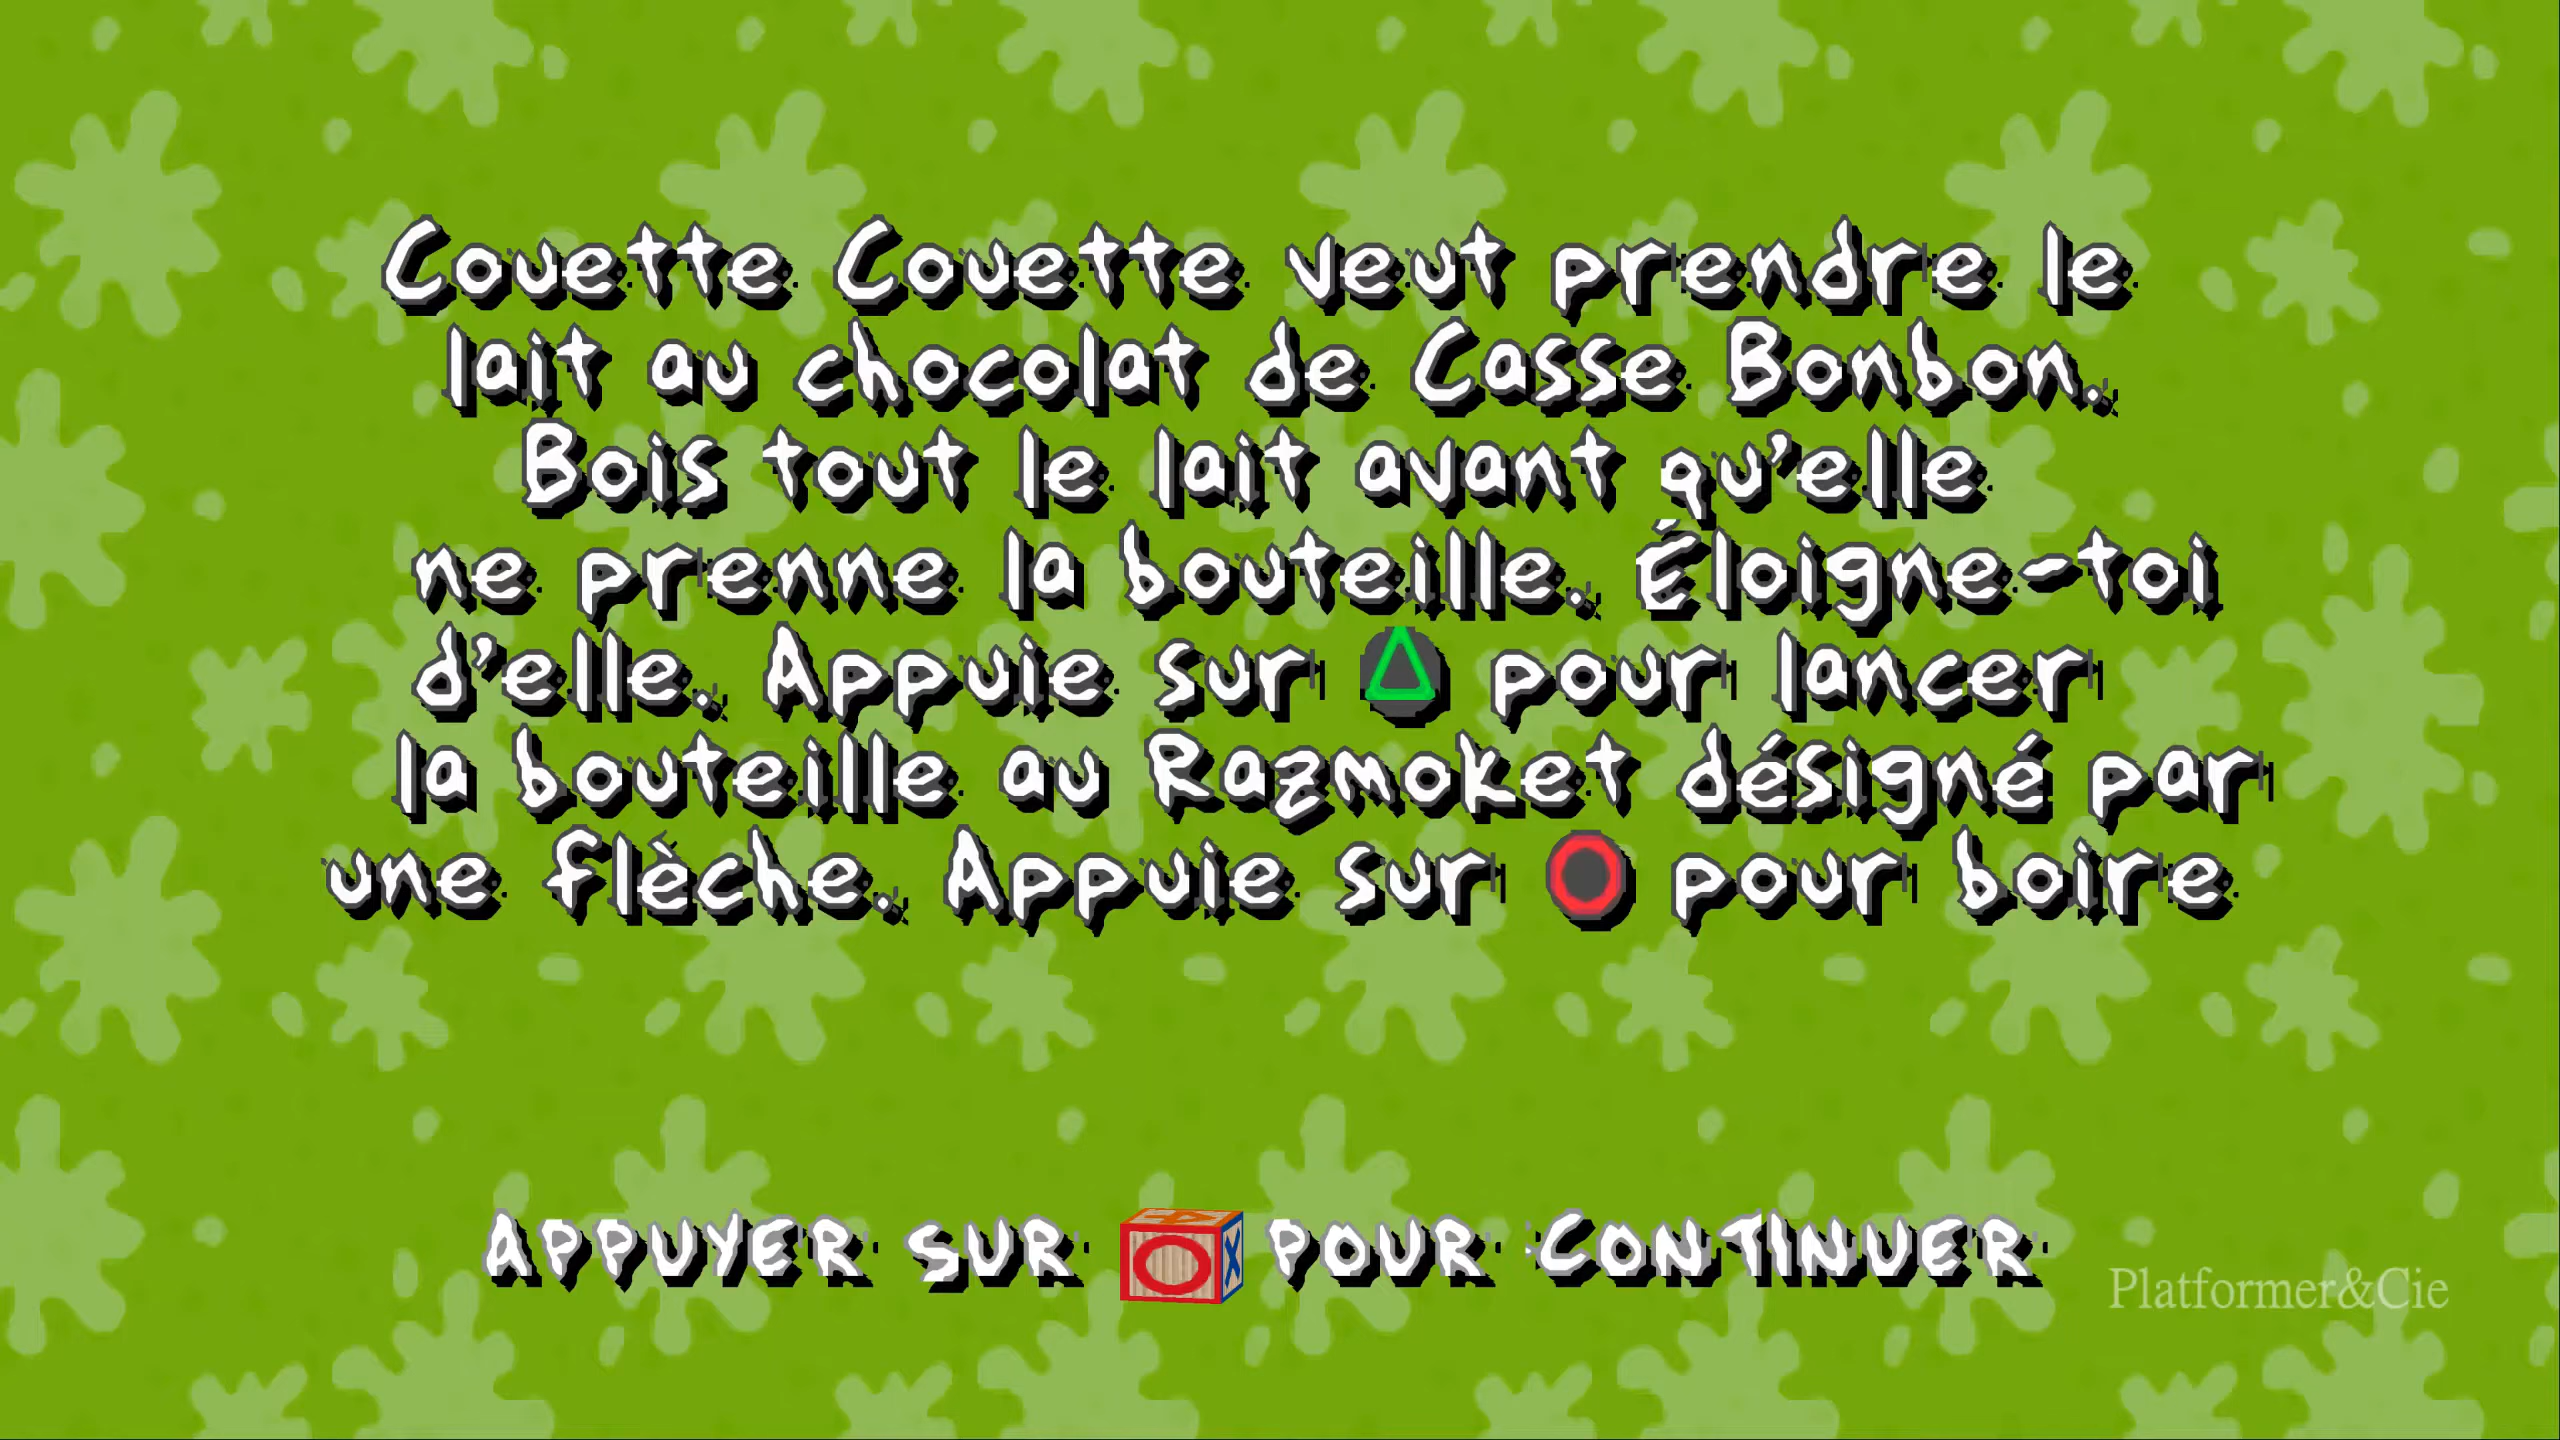 Couette Couette veut prendre le
lait au chocolat de Casse Bonbon.
Bois tout le lait avant qu'elle
ne prenne la bouteille. Éloigne-toi
d'elle. Appuie sur △ pour lancer
la bouteille au Razmoket désigné par
une flèche. Appuie sur ○ pour boire
APPUYER SUR ○ POUR CONTINUER
Platformer&Cie